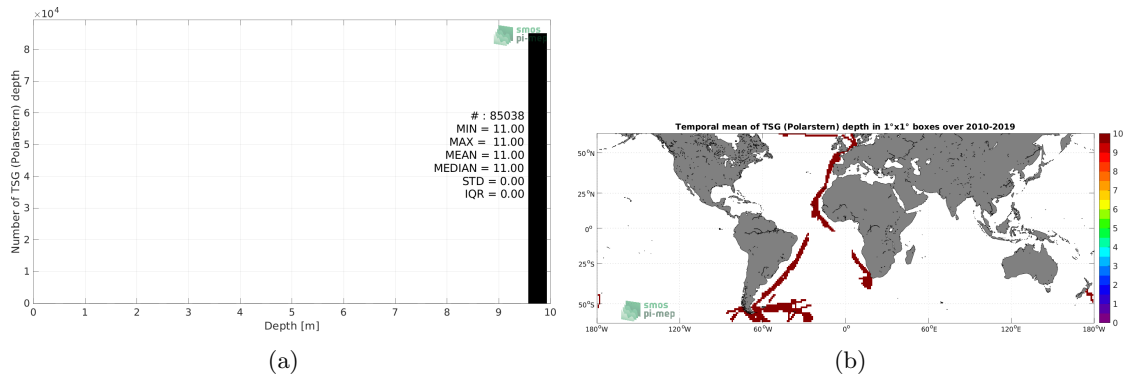 ×10⁴
8
7
6
5
4
3
2
1
0
Number of TSG (Polarstern) depth
smos
pi-mep
# : 85038
MIN = 11.00
MAX = 11.00
MEAN = 11.00
MEDIAN = 11.00
STD = 0.00
IQR = 0.00
0 1 2 3 4 5 6 7 8 9 10
Depth [m]
(a)
Temporal mean of TSG (Polarstern) depth in 1°x1° boxes over 2010-2019
50°N
25°N
0°
25°S
50°S
smos
pi-mep
180°W 120°W 60°W 0° 60°E 120°E 180°E
10
9
8
7
6
5
4
3
2
1
0
(b)